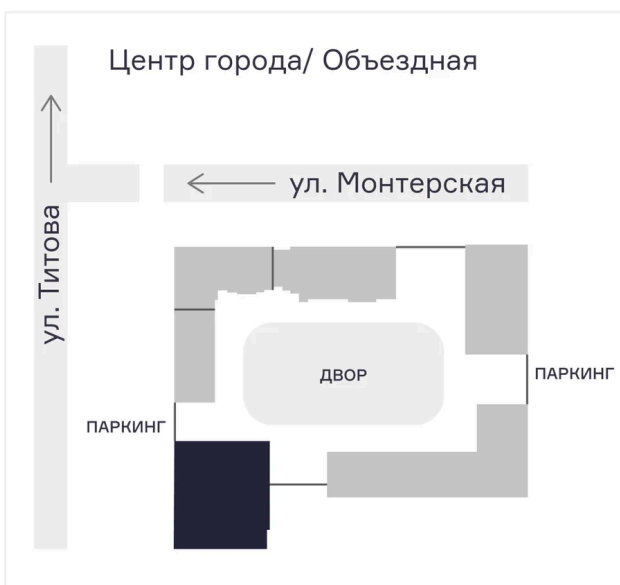 Центр города/ Объездная
ул. Монтерская
ул. Титова
ДВОР
ПАРКИНГ
ПАРКИНГ